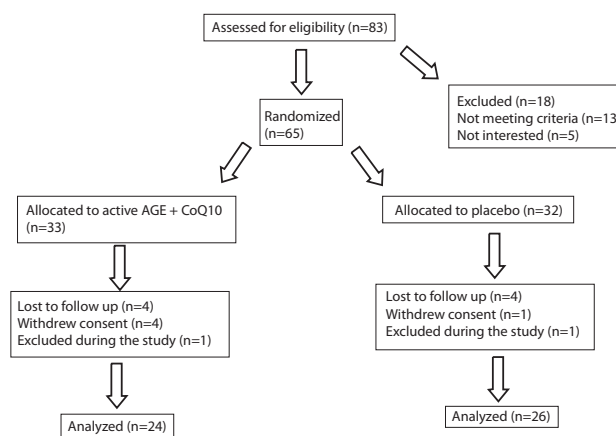 Assessed for eligibility (n=83)
Excluded (n=18)
Not meeting criteria (n=13
Not interested (n=5)
Randomized
(n=65)
Allocated to active AGE + CoQ10
(n=33)
Allocated to placebo (n=32)
Lost to follow up (n=4)
Withdrew consent (n=4)
Excluded during the study (n=1)
Lost to follow up (n=4)
Withdrew consent (n=1)
Excluded during the study (n=1)
Analyzed (n=24)
Analyzed (n=26)